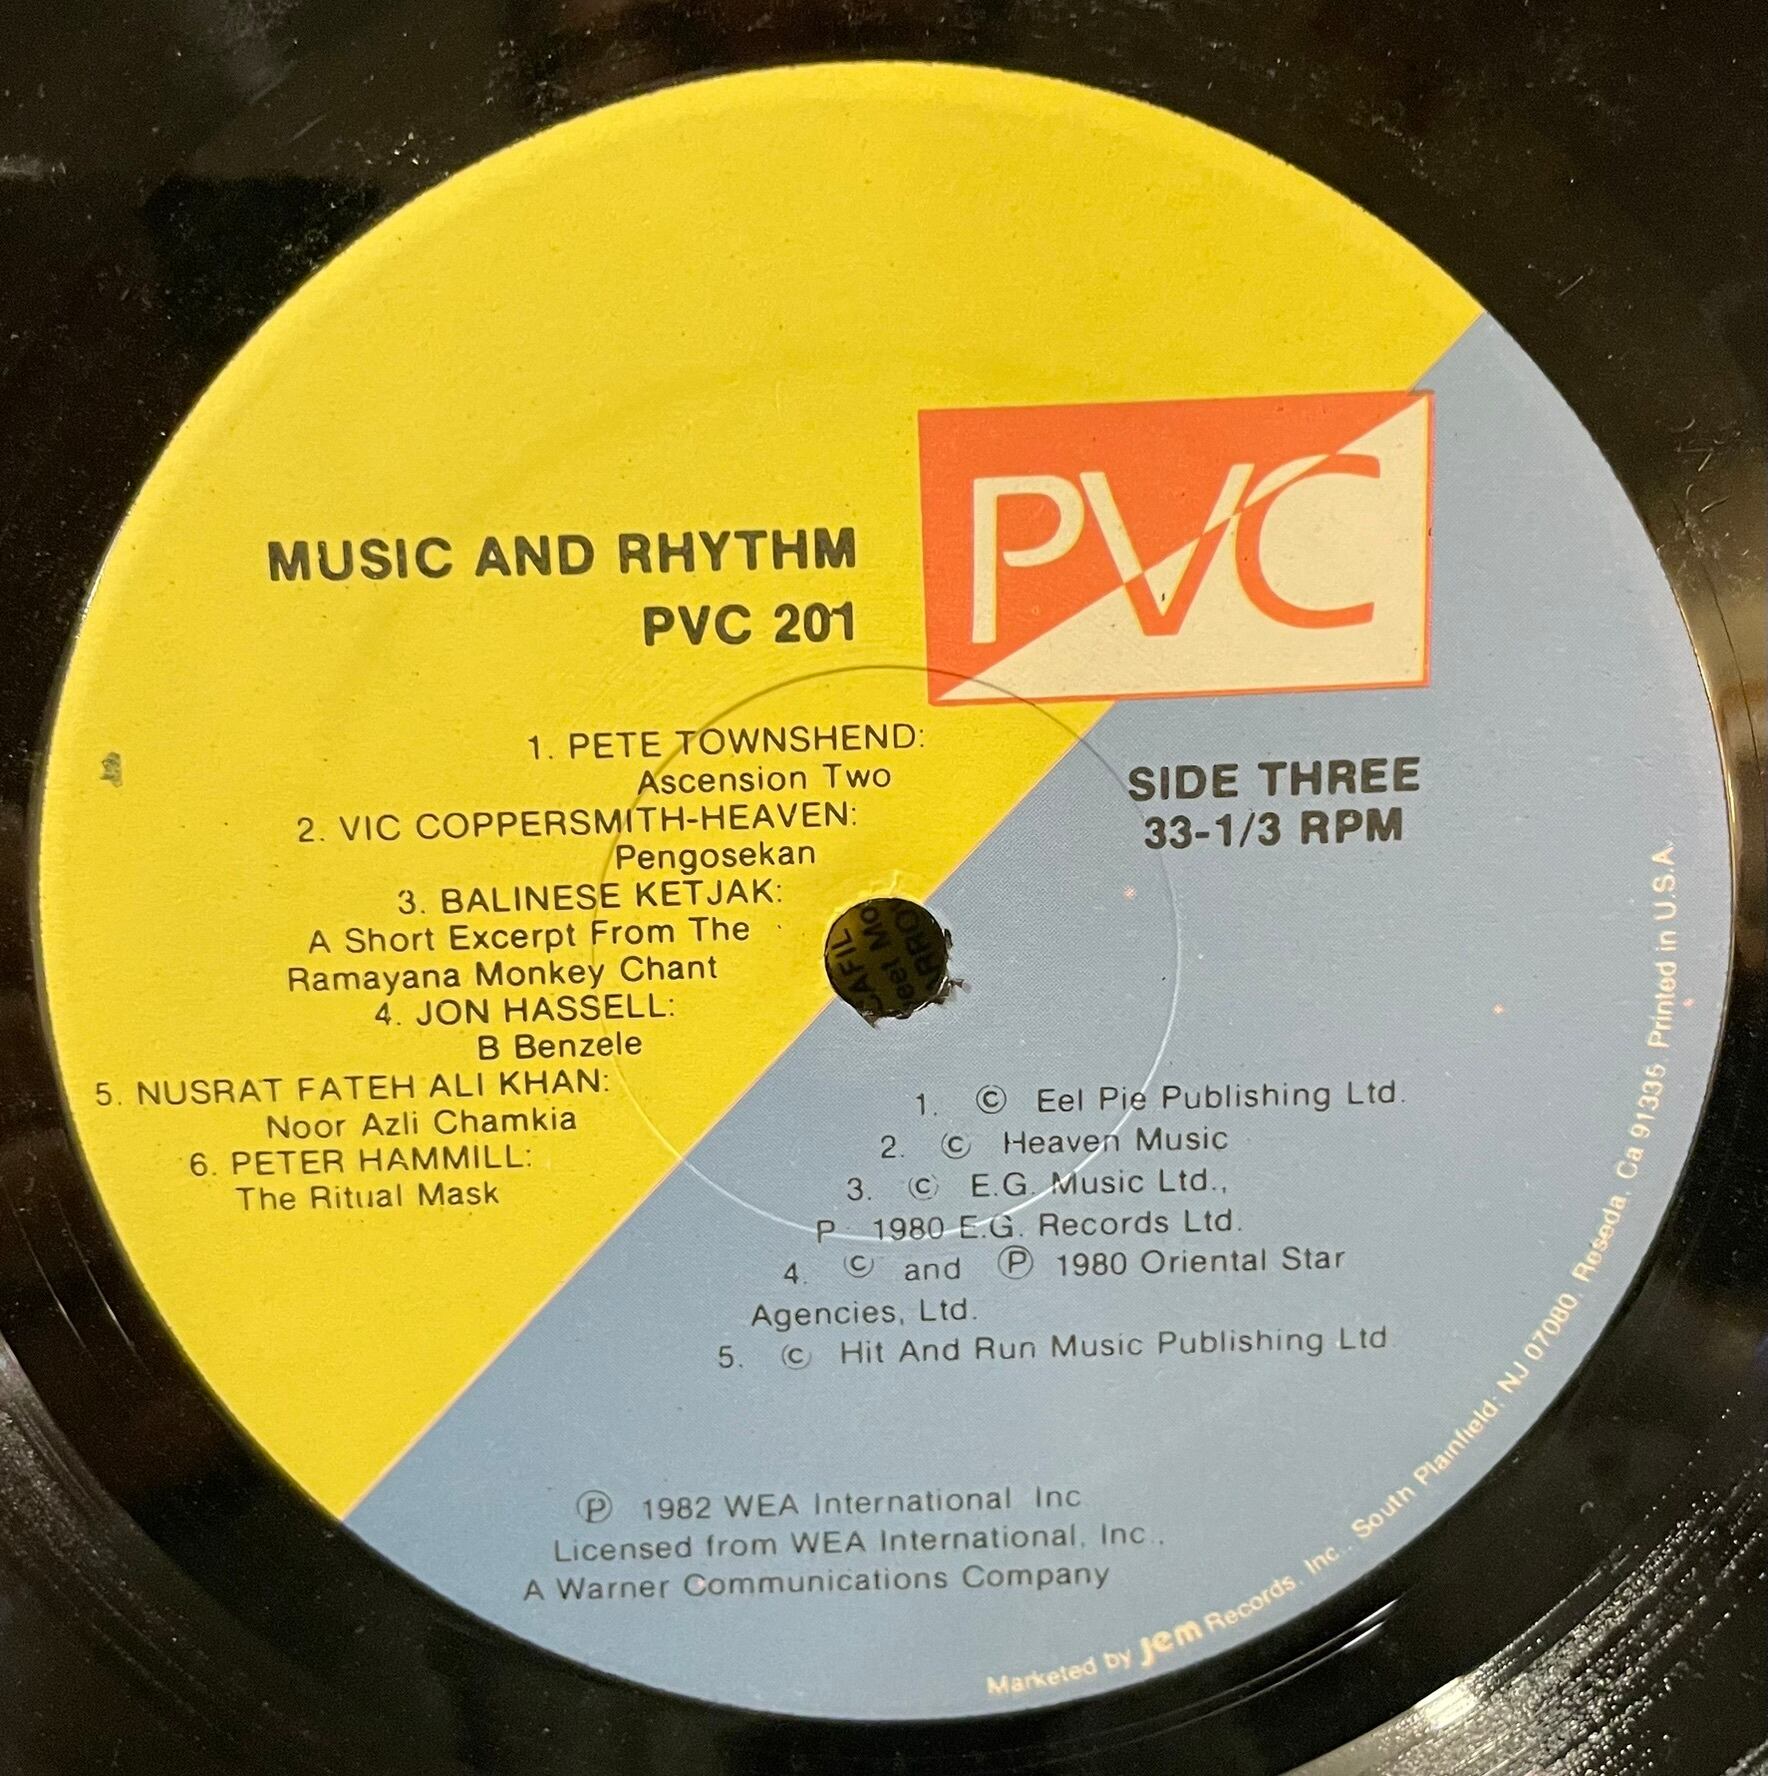 PVC
MUSIC AND RHYTHM
PVC 201
1. PETE TOWNSHEND:
Ascension Two
2. VIC COPPERSMITH-HEAVEN:
Pengosekan
3. BALINESE KETJAK:
A Short Excerpt From The
Ramayana Monkey Chant
4. JON HASSELL:
B Benzele
5. NUSRAT FATEH ALI KHAN:
Noor Azli Chamkia
6. PETER HAMMILL:
The Ritual Mask
SIDE THREE
33-1/3 RPM
1. © Eel Pie Publishing Ltd.
2. © Heaven Music
3. © E.G. Music Ltd.,
P 1980 E.G. Records Ltd.
4. © and Ⓟ 1980 Oriental Star
Agencies, Ltd.
5. © Hit And Run Music Publishing Ltd
Ⓟ 1982 WEA International Inc
Licensed from WEA International, Inc.,
A Warner Communications Company
Marketed by Jem Records, Inc., South Plainfield, NJ 07080, Reseda, Ca 91335. Printed in U.S.A.